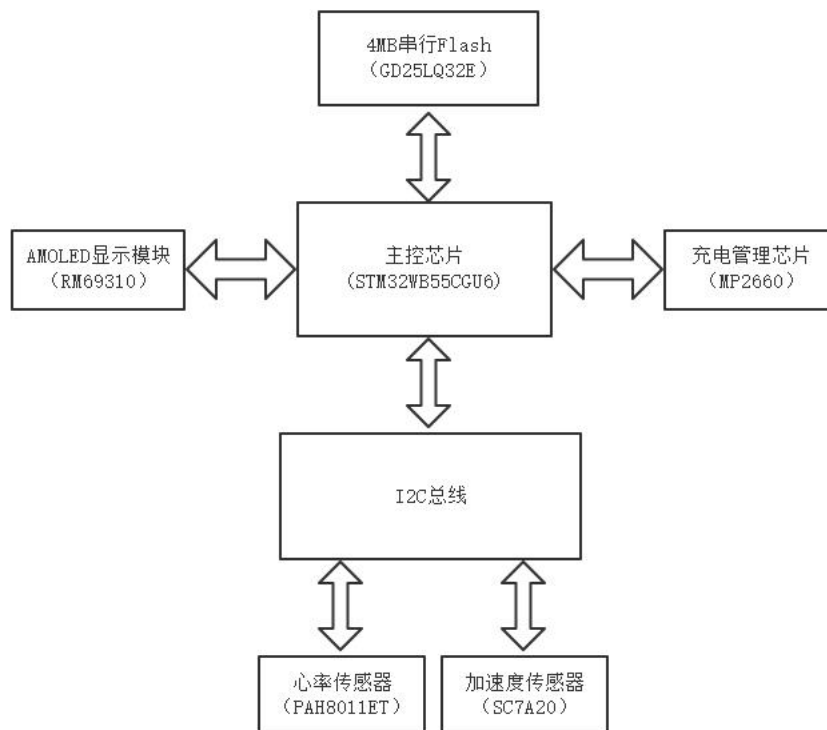 4MB串行Flash
（GD25LQ32E）
AMOLED显示模块
（RM69310）
主控芯片
(STM32WB55CGU6)
充电管理芯片
（MP2660）
I2C总线
心率传感器
(PAH8011ET)
加速度传感器
(SC7A20)